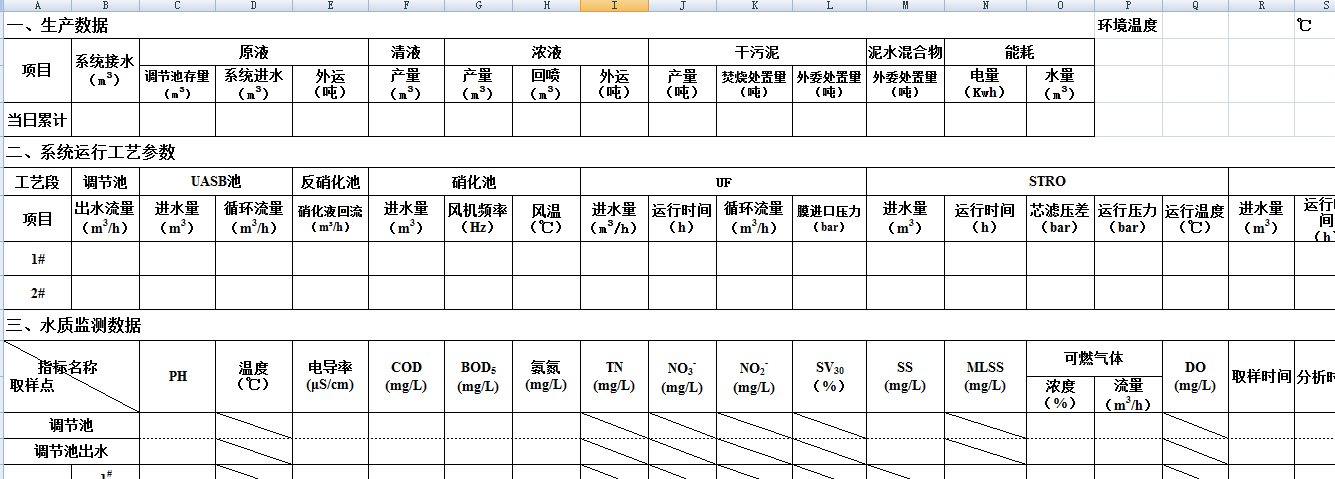 A B C D E F G H I J K L M N O P Q R S
一、生产数据 环境温度 ℃
项目 系统接水 原液 清液 浓液 干污泥 泥水混合物 能耗
（m³） 调节池存量 系统进水 外运 产量 产量 回喷 外运 产量 焚烧处置量 外委处置量 外委处置量 电量 水量
（m³） （m³） （吨） （m³） （m³） （m³） （吨） （吨） （吨） （吨） （吨） （Kwh） （m³）
当日累计
二、系统运行工艺参数
工艺段 调节池 UASB池 反硝化池 硝化池 UF STRO
项目 出水流量 进水量 循环流量 硝化液回流 进水量 风机频率 风温 进水量 运行时间 循环流量 膜进口压力 进水量 运行时间 芯滤压差 运行压力 运行温度 进水量
（m³/h） （m³） （m³/h） （m³/h） （m³） （Hz） （℃） （m³/h） （h） （m³/h） （bar） （m³） （h） （bar） （bar） （℃） （m³） 间
1#
2#
三、水质监测数据
指标名称 取样点 PH 温度 电导率 COD BOD₅ 氨氮 TN NO₃⁻ NO₂⁻ SV₃₀ SS MLSS 可燃气体 DO 取样时间
（℃） (μS/cm) (mg/L) (mg/L) (mg/L) (mg/L) (mg/L) (mg/L) （%） (mg/L) (mg/L) 浓度 流量 (mg/L)
（%） （m³/h）
调节池
调节池出水
1#